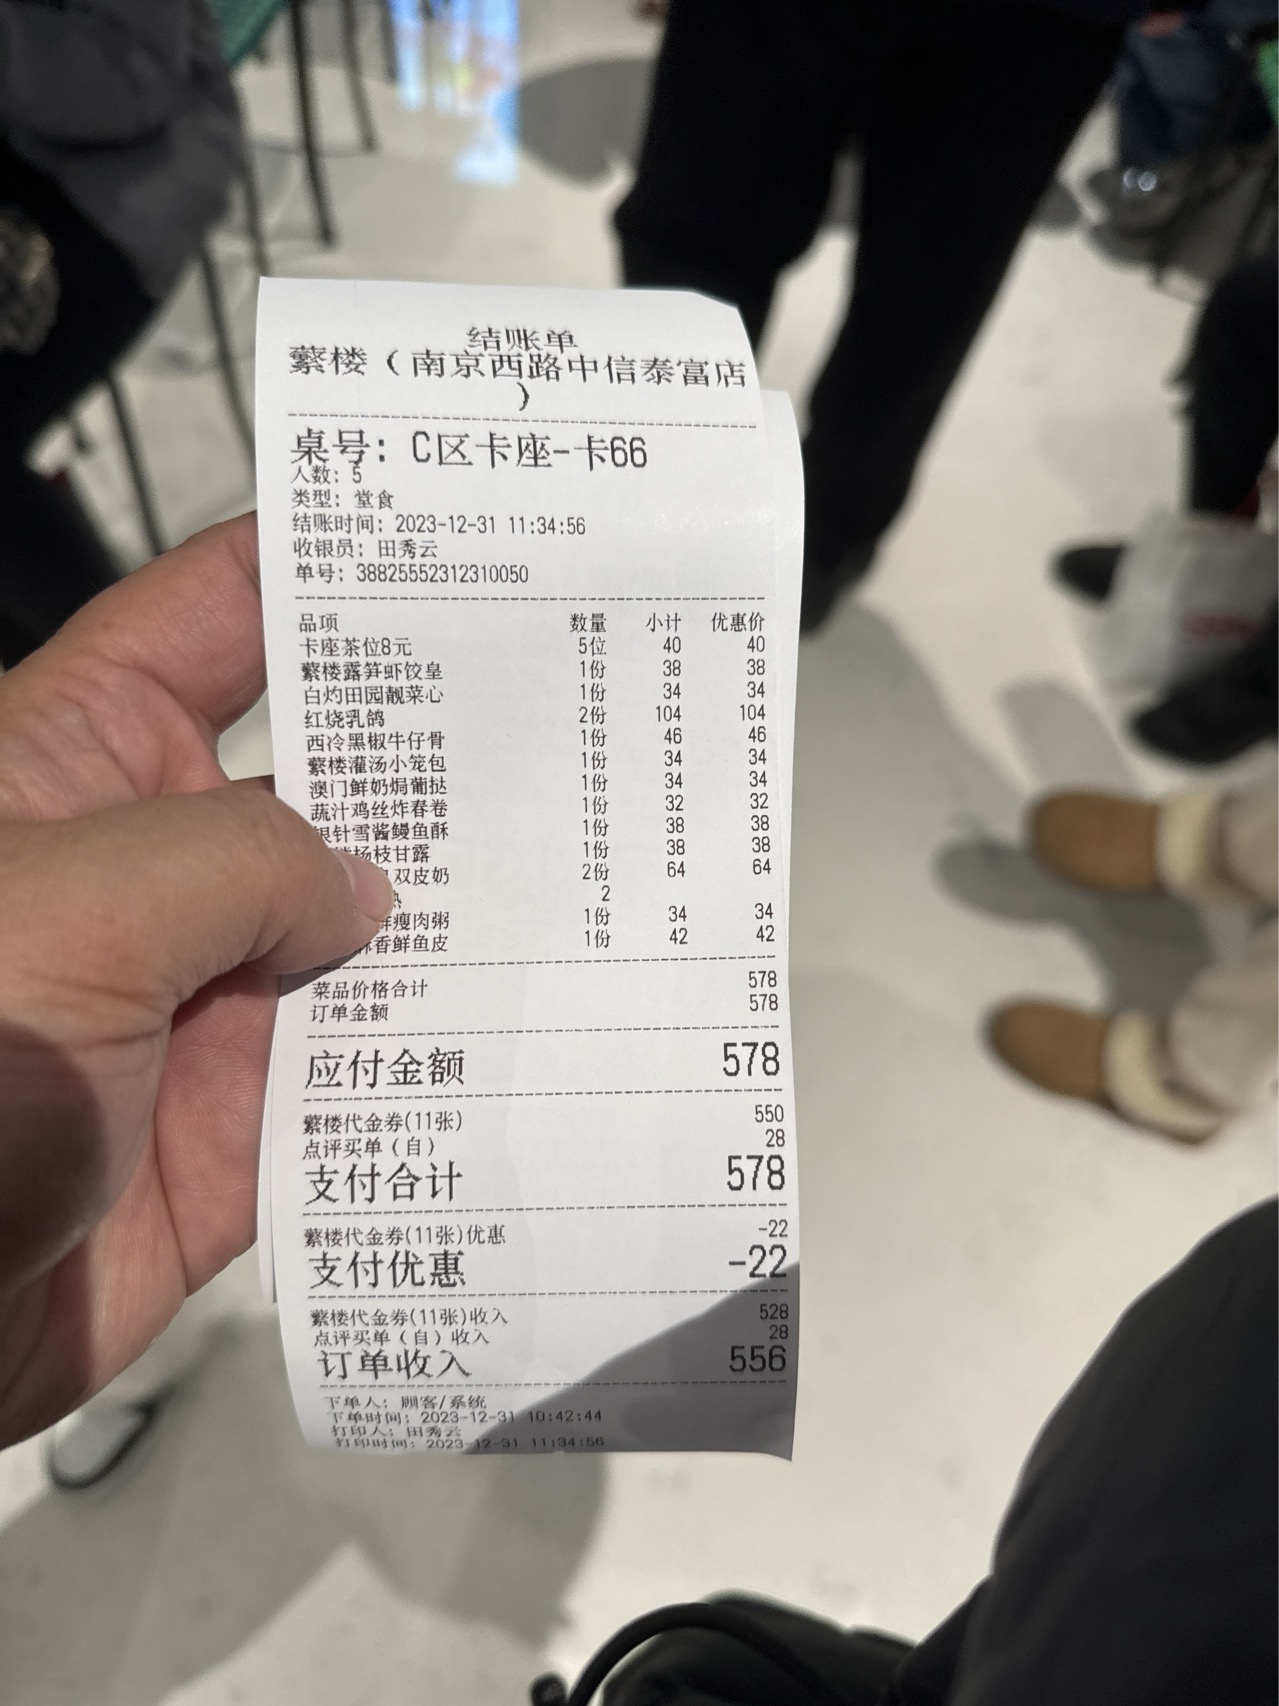 结账单
蘩楼（南京西路中信泰富店
）
桌号：C区卡座-卡66
人数：5
类型：堂食
结账时间：2023-12-31 11:34:56
收银员：田秀云
单号：38825552312310050
品项 数量 小计 优惠价
卡座茶位8元 5位 40 40
蘩楼露笋虾饺皇 1份 38 38
白灼田园靓菜心 1份 34 34
红烧乳鸽 2份 104 104
西冷黑椒牛仔骨 1份 46 46
蘩楼灌汤小笼包 1份 34 34
澳门鲜奶焗葡挞 1份 34 34
蔬汁鸡丝炸春卷 1份 32 32
银针雪酱鳗鱼酥 1份 38 38
杨枝甘露 1份 38 38
双皮奶 2份 64 64
热 2
瘦肉粥 1份 34 34
香鲜鱼皮 1份 42 42
菜品价格合计 578
订单金额 578
应付金额 578
蘩楼代金券(11张) 550
点评买单（自） 28
支付合计 578
蘩楼代金券(11张)优惠 -22
支付优惠 -22
蘩楼代金券(11张)收入 528
点评买单（自）收入 28
订单收入 556
下单人：顾客/系统
下单时间：2023-12-31 10:42:44
打印人：田秀云
打印时间：2023-12-31 11:34:56